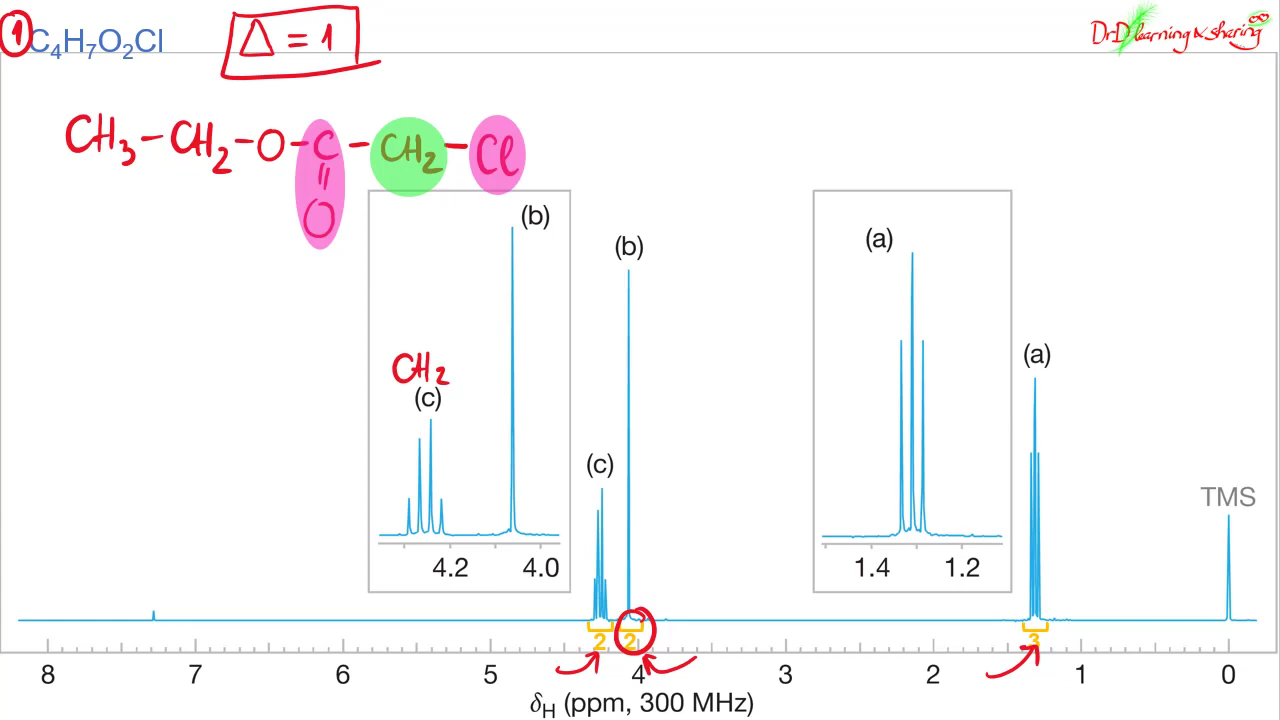 1 C₄H₇O₂Cl
Δ = 1
DrD learning & sharing
CH₃–CH₂–O–C–CH₂–Cl
||
O
(b)
(a)
(b)
CH₂
(c)
(a)
(c)
TMS
4.2 4.0
1.4 1.2
2 2 3
8 7 6 5 4 3 2 1 0
δH (ppm, 300 MHz)